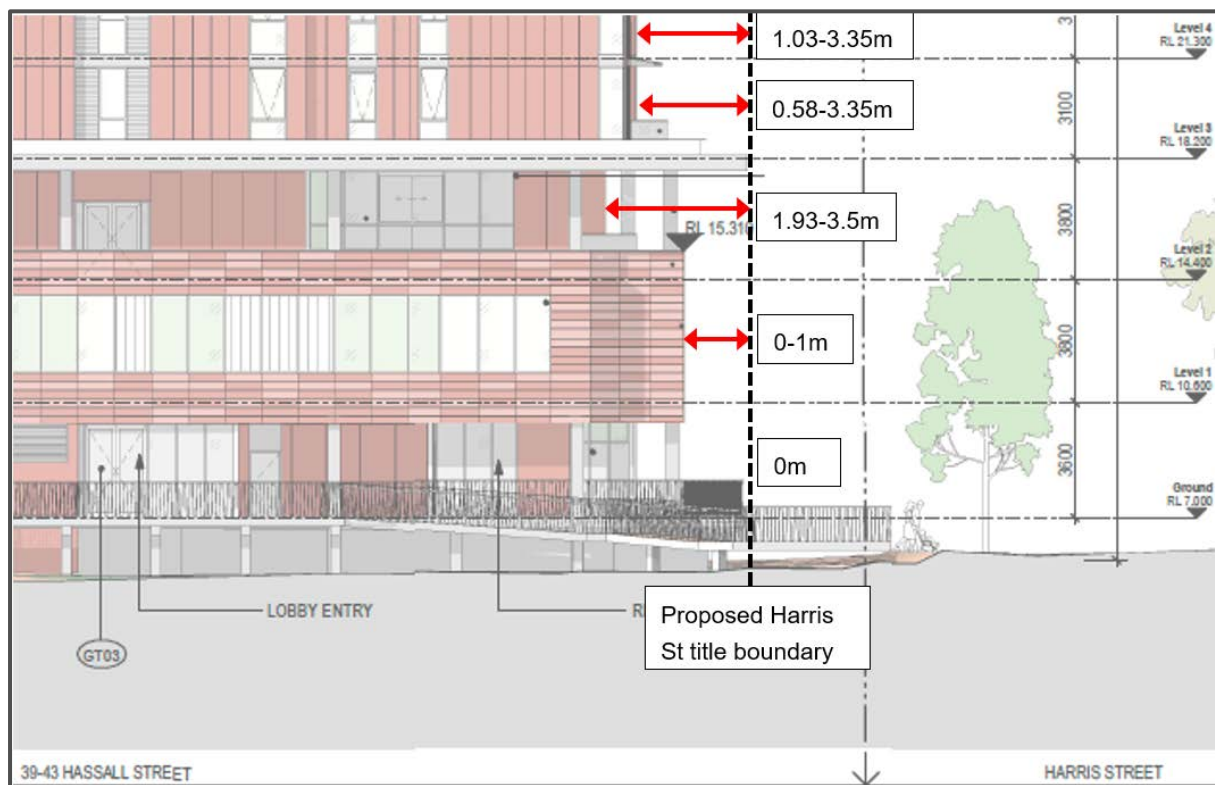 1.03-3.35m
3
Level 4
RL 21.300
0.58-3.35m
3100
Level 3
RL 18.200
1.93-3.5m
RL 15.310
3800
Level 2
RL 14.400
0-1m
3800
Level 1
RL 10.600
0m
3600
Ground
RL 7.000
LOBBY ENTRY
GT03
Proposed Harris
St title boundary
39-43 HASSALL STREET
HARRIS STREET